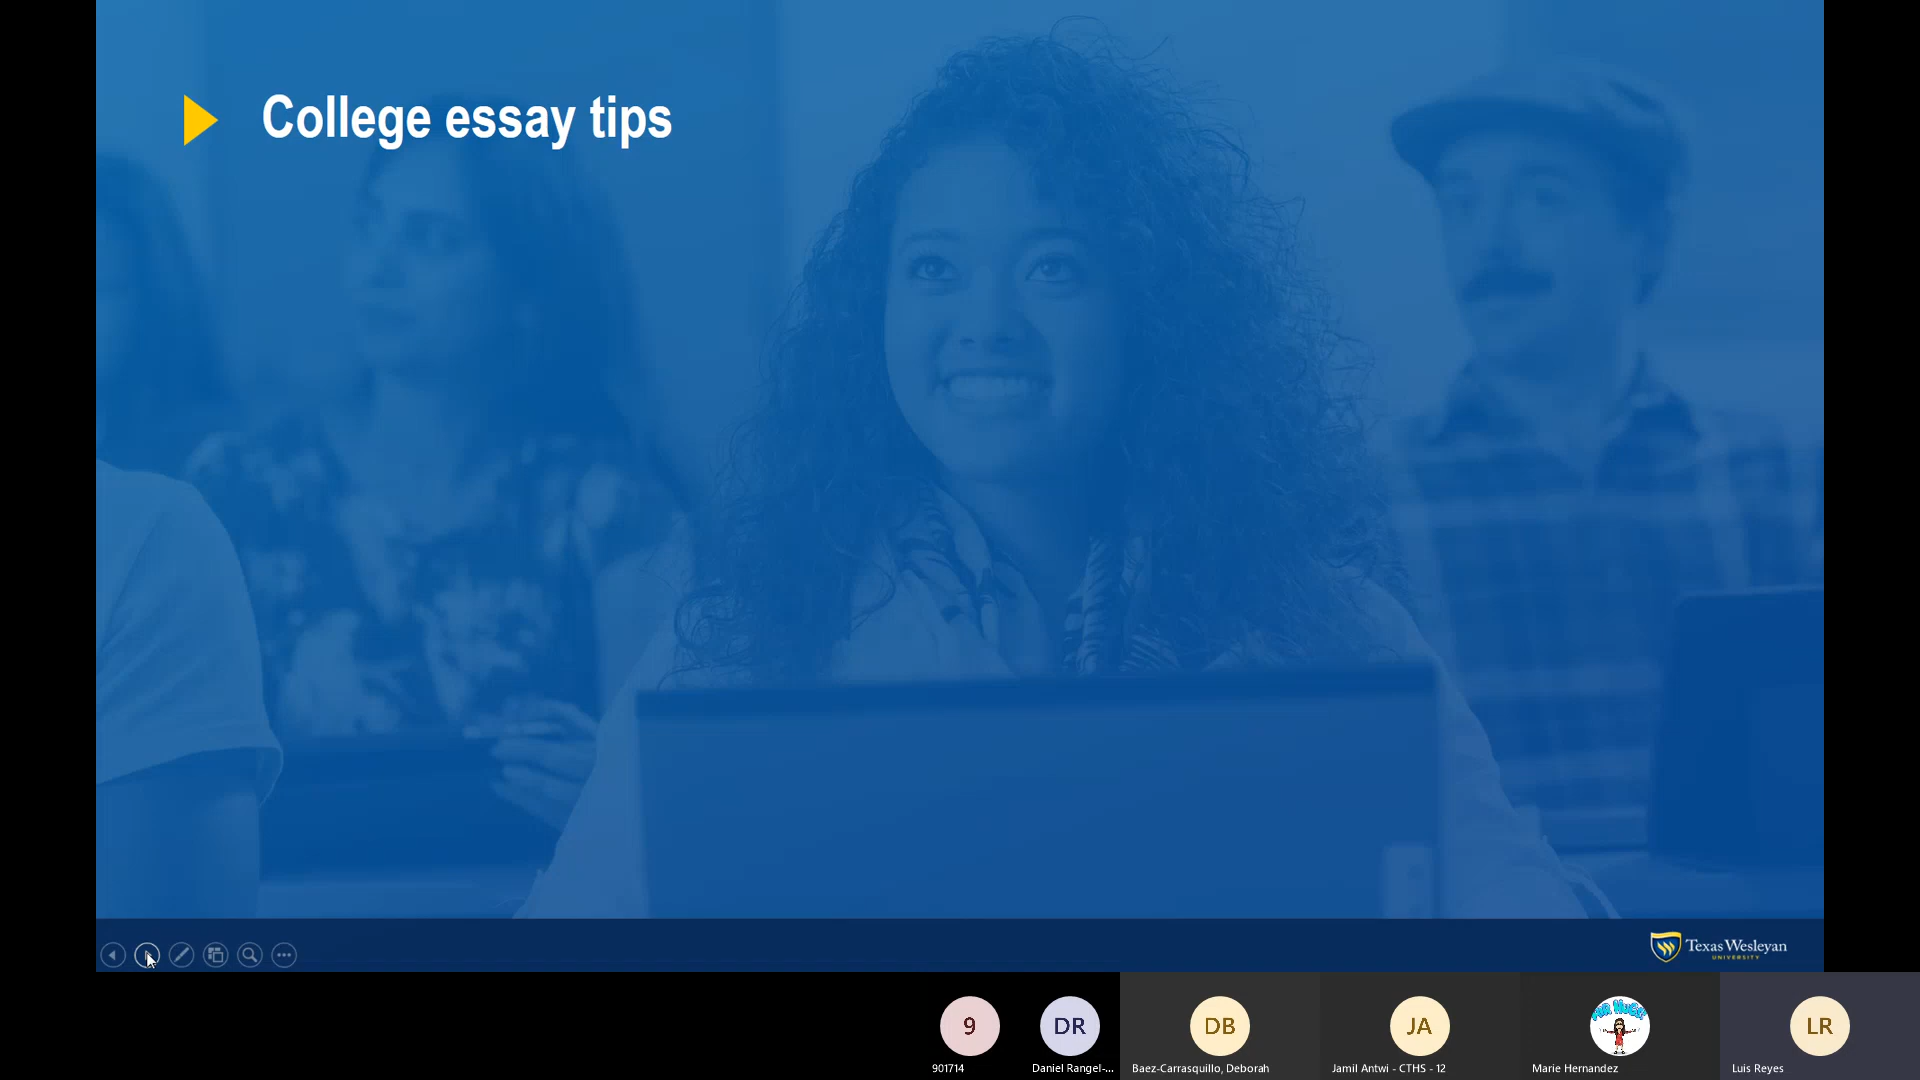 College essay tips
Texas Wesleyan
UNIVERSITY
9
DR
DB
JA
LR
901714
Daniel Rangel-...
Baez-Carrasquillo, Deborah
Jamil Antwi - CTHS - 12
Marie Hernandez
Luis Reyes